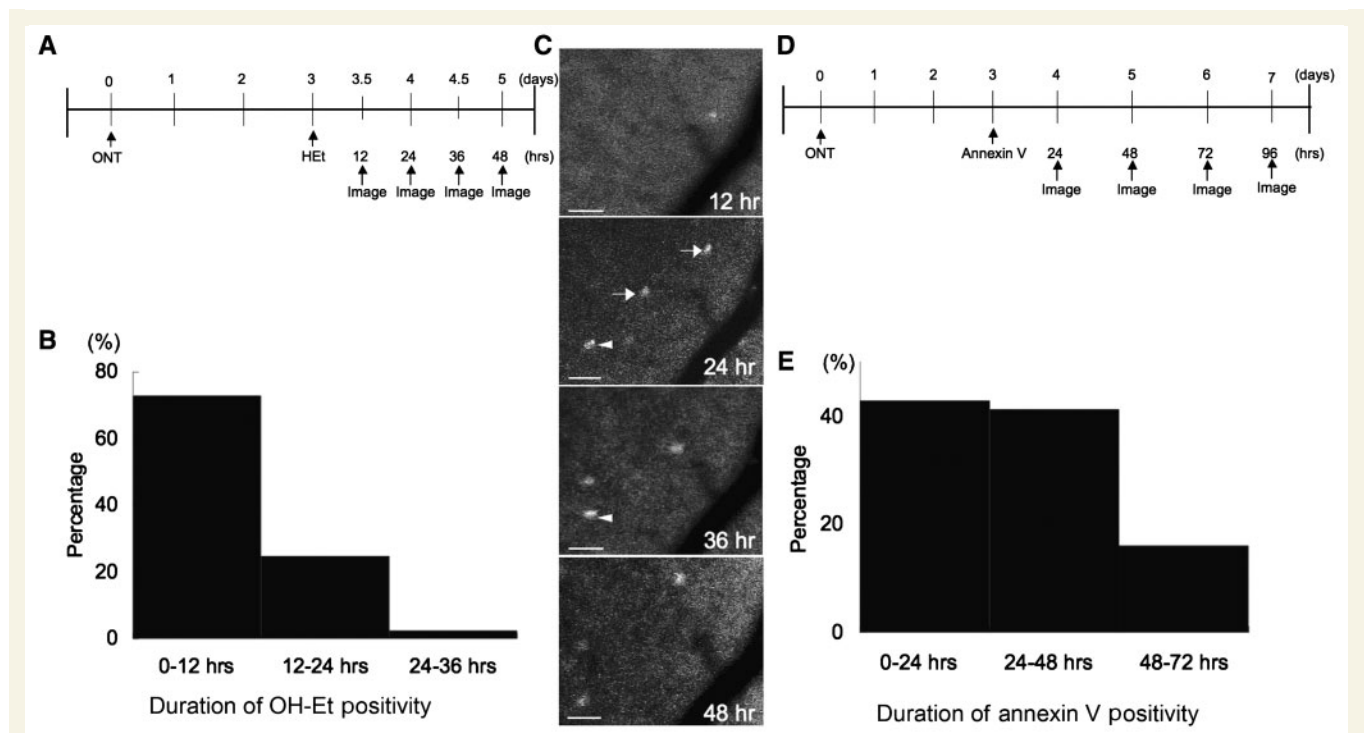 A
0 1 2 3 3.5 4 4.5 5 (days)
ONT HEt 12 24 36 48 (hrs)
Image Image Image Image
B
(%)
80
60
40
20
0
Percentage
0-12 hrs 12-24 hrs 24-36 hrs
Duration of OH-Et positivity
C
12 hr
24 hr
36 hr
48 hr
D
0 1 2 3 4 5 6 7 (days)
ONT Annexin V 24 48 72 96 (hrs)
Image Image Image Image
E
(%)
40
20
0
Percentage
0-24 hrs 24-48 hrs 48-72 hrs
Duration of annexin V positivity